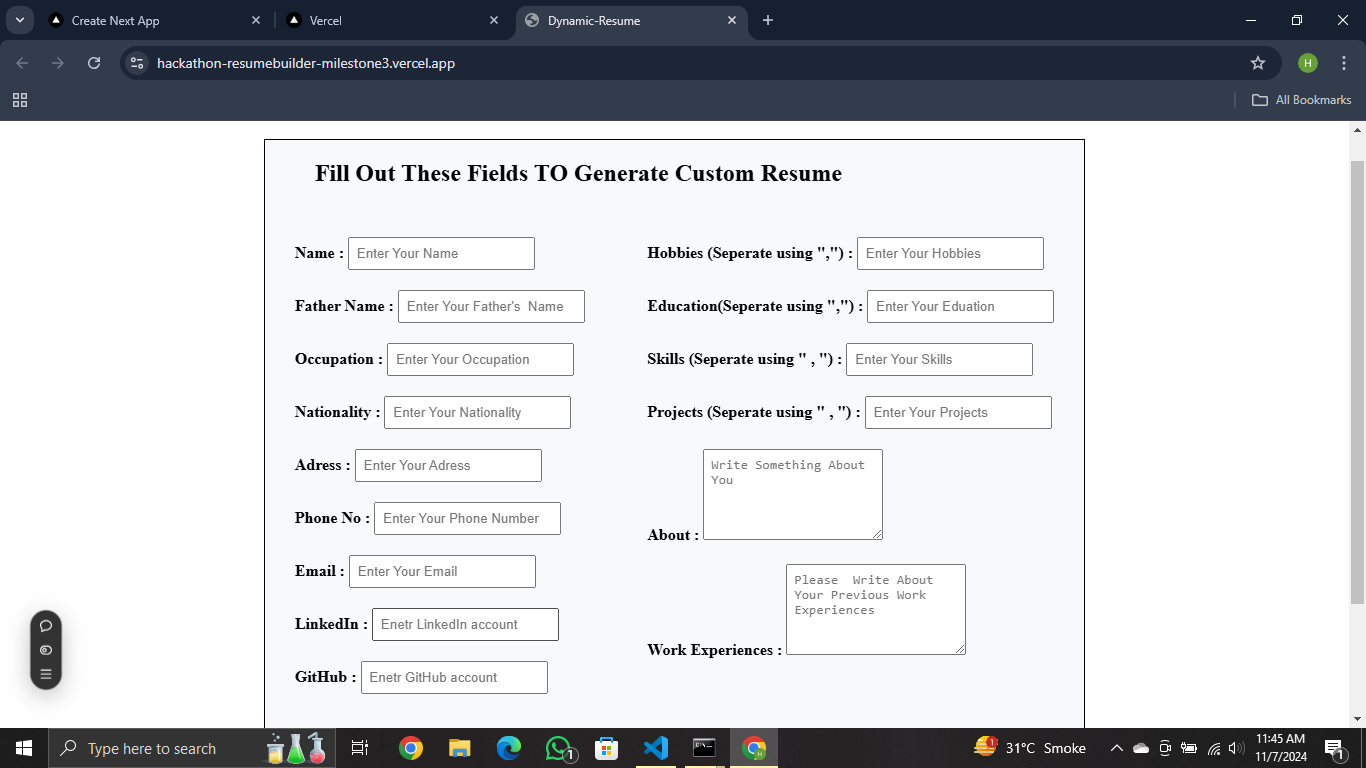 Create Next App
Vercel
Dynamic-Resume
hackathon-resumebuilder-milestone3.vercel.app
H
All Bookmarks
Fill Out These Fields TO Generate Custom Resume
Name : Enter Your Name
Father Name : Enter Your Father's  Name
Occupation : Enter Your Occupation
Nationality : Enter Your Nationality
Adress : Enter Your Adress
Phone No : Enter Your Phone Number
Email : Enter Your Email
LinkedIn : Enetr LinkedIn account
GitHub : Enetr GitHub account
Hobbies (Seperate using ",") : Enter Your Hobbies
Education(Seperate using ",") : Enter Your Eduation
Skills (Seperate using " , ") : Enter Your Skills
Projects (Seperate using " , ") : Enter Your Projects
Write Something About
You
About :
Please  Write About
Your Previous Work
Experiences
Work Experiences :
Type here to search
1
1
31°C Smoke
11:45 AM
11/7/2024
1